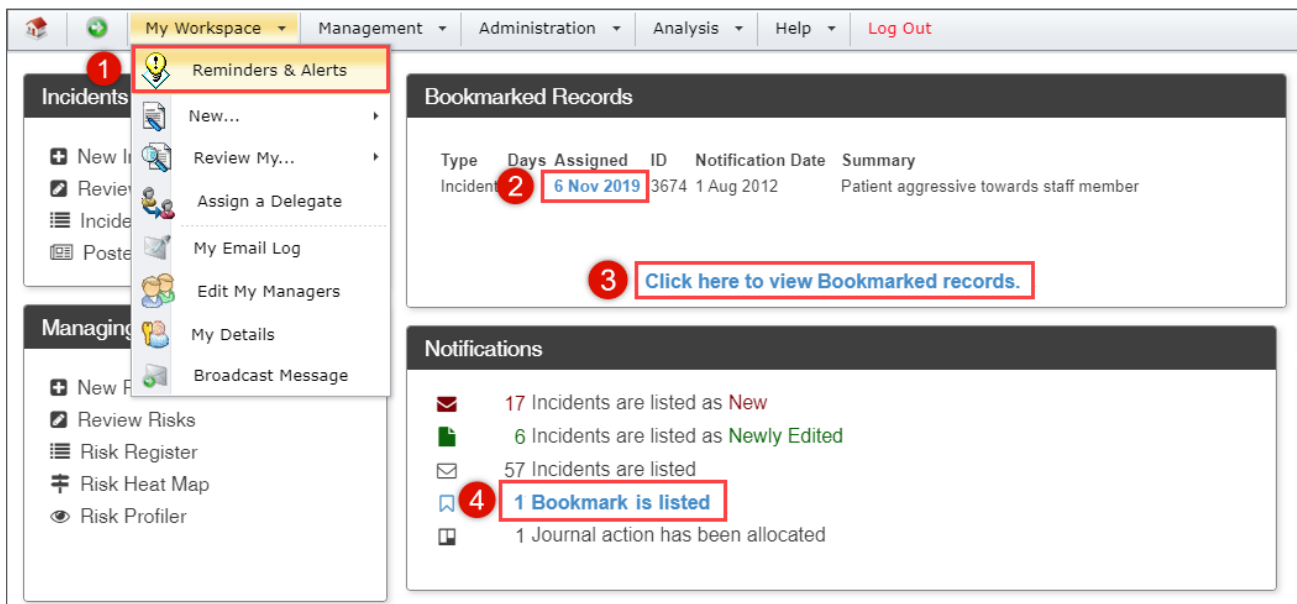 My Workspace Management Administration Analysis Help Log Out
1 Reminders & Alerts
New...
Review My...
Assign a Delegate
My Email Log
Edit My Managers
My Details
Broadcast Message
Incidents
New I
Review
Incide
Poste
Managing
New R
Review Risks
Risk Register
Risk Heat Map
Risk Profiler
Bookmarked Records
Type Days Assigned ID Notification Date Summary
Incident 2 6 Nov 2019 3674 1 Aug 2012 Patient aggressive towards staff member
3 Click here to view Bookmarked records.
Notifications
17 Incidents are listed as New
6 Incidents are listed as Newly Edited
57 Incidents are listed
4 1 Bookmark is listed
1 Journal action has been allocated